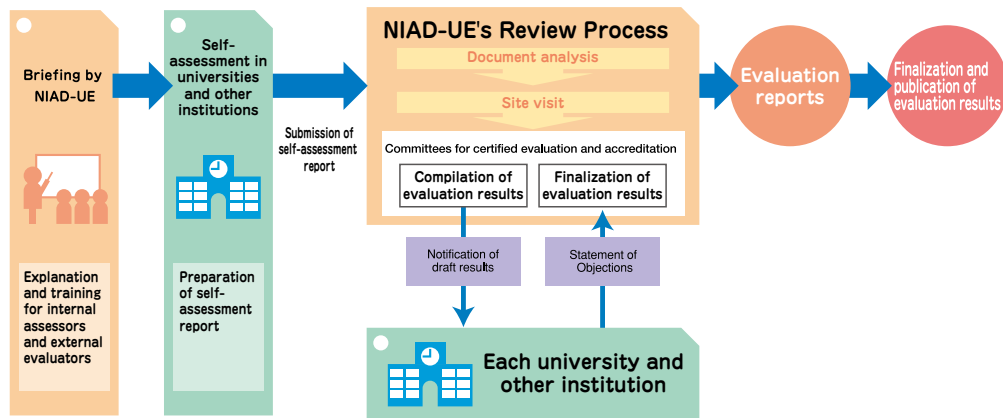 Briefing by
NIAD-UE
Explanation
and training
for internal
assessors
and external
evaluators
Self-
assessment in
universities
and other
institutions
Preparation
of self-
assessment
report
Submission of
self-assessment
report
NIAD-UE's Review Process
Document analysis
Site visit
Committees for certified evaluation and accreditation
Compilation of
evaluation results
Finalization of
evaluation results
Notification of
draft results
Statement of
Objections
Each university and
other institution
Evaluation
reports
Finalization and
publication of
evaluation results